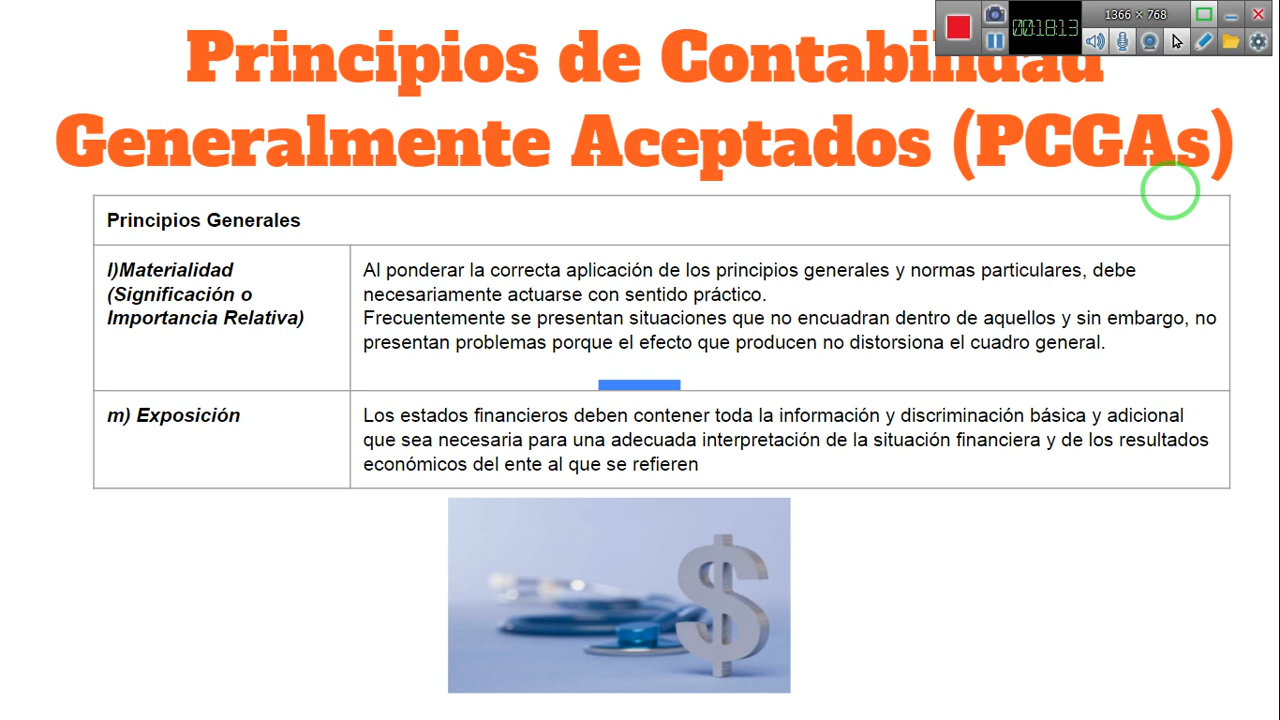 Principios de Contabilidad
Generalmente Aceptados (PCGAs)
00:18:13
1366 × 768
Principios Generales
l)Materialidad
(Significación o
Importancia Relativa)
Al ponderar la correcta aplicación de los principios generales y normas particulares, debe
necesariamente actuarse con sentido práctico.
Frecuentemente se presentan situaciones que no encuadran dentro de aquellos y sin embargo, no
presentan problemas porque el efecto que producen no distorsiona el cuadro general.
m) Exposición
Los estados financieros deben contener toda la información y discriminación básica y adicional
que sea necesaria para una adecuada interpretación de la situación financiera y de los resultados
económicos del ente al que se refieren
$